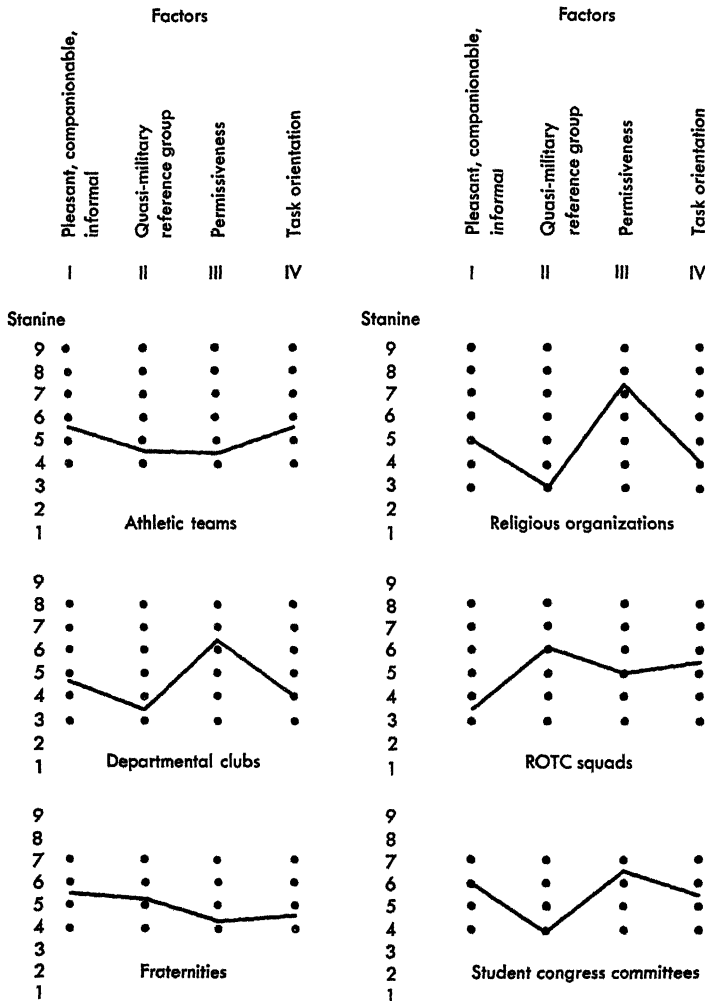 Factors
Pleasant, companionable,
informal
Quasi-military
reference group
Permissiveness
Task orientation
I
II
III
IV
Stanine
9
8
7
6
5
4
3
2
1
Athletic teams
9
8
7
6
5
4
3
2
1
Departmental clubs
9
8
7
6
5
4
3
2
1
Fraternities
Factors
Pleasant, companionable,
informal
Quasi-military
reference group
Permissiveness
Task orientation
I
II
III
IV
Stanine
9
8
7
6
5
4
3
2
1
Religious organizations
9
8
7
6
5
4
3
2
1
ROTC squads
9
8
7
6
5
4
3
2
1
Student congress committees